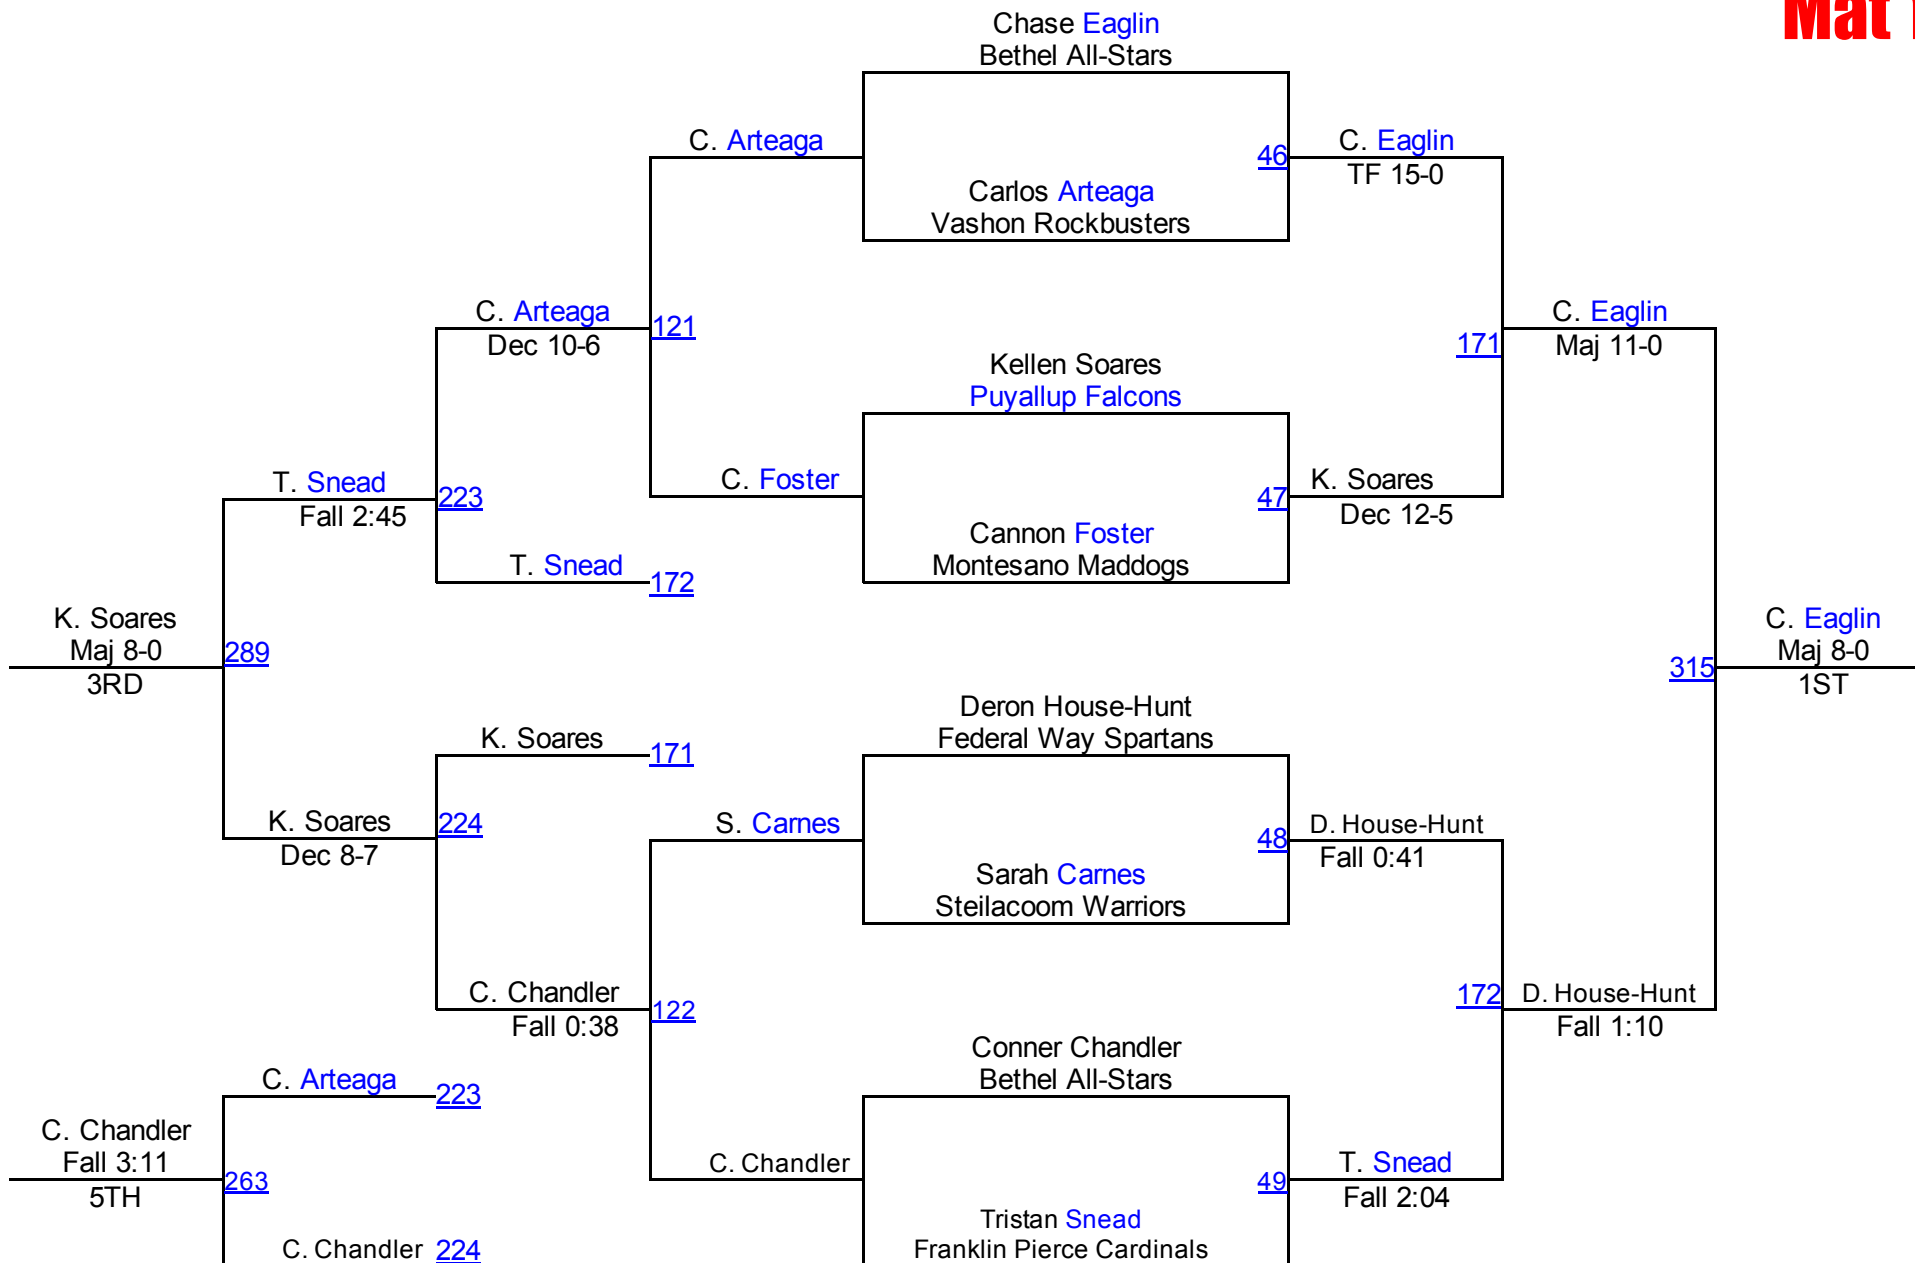 Mat
Chase Eaglin
Bethel All-Stars
C. Arteaga
46
C. Eaglin
TF 15-0
Carlos Arteaga
Vashon Rockbusters
C. Arteaga
Dec 10-6
121
C. Eaglin
Maj 11-0
171
Kellen Soares
Puyallup Falcons
T. Snead
Fall 2:45
223
C. Foster
47
K. Soares
Dec 12-5
Cannon Foster
Montesano Maddogs
T. Snead
172
K. Soares
Maj 8-0
3RD
289
C. Eaglin
Maj 8-0
1ST
315
Deron House-Hunt
Federal Way Spartans
K. Soares
171
K. Soares
Dec 8-7
224
S. Carnes
48
D. House-Hunt
Fall 0:41
Sarah Carnes
Steilacoom Warriors
C. Chandler
Fall 0:38
122
172
D. House-Hunt
Fall 1:10
Conner Chandler
Bethel All-Stars
C. Arteaga
223
C. Chandler
Fall 3:11
5TH
263
C. Chandler
49
T. Snead
Fall 2:04
Tristan Snead
Franklin Pierce Cardinals
C. Chandler
224